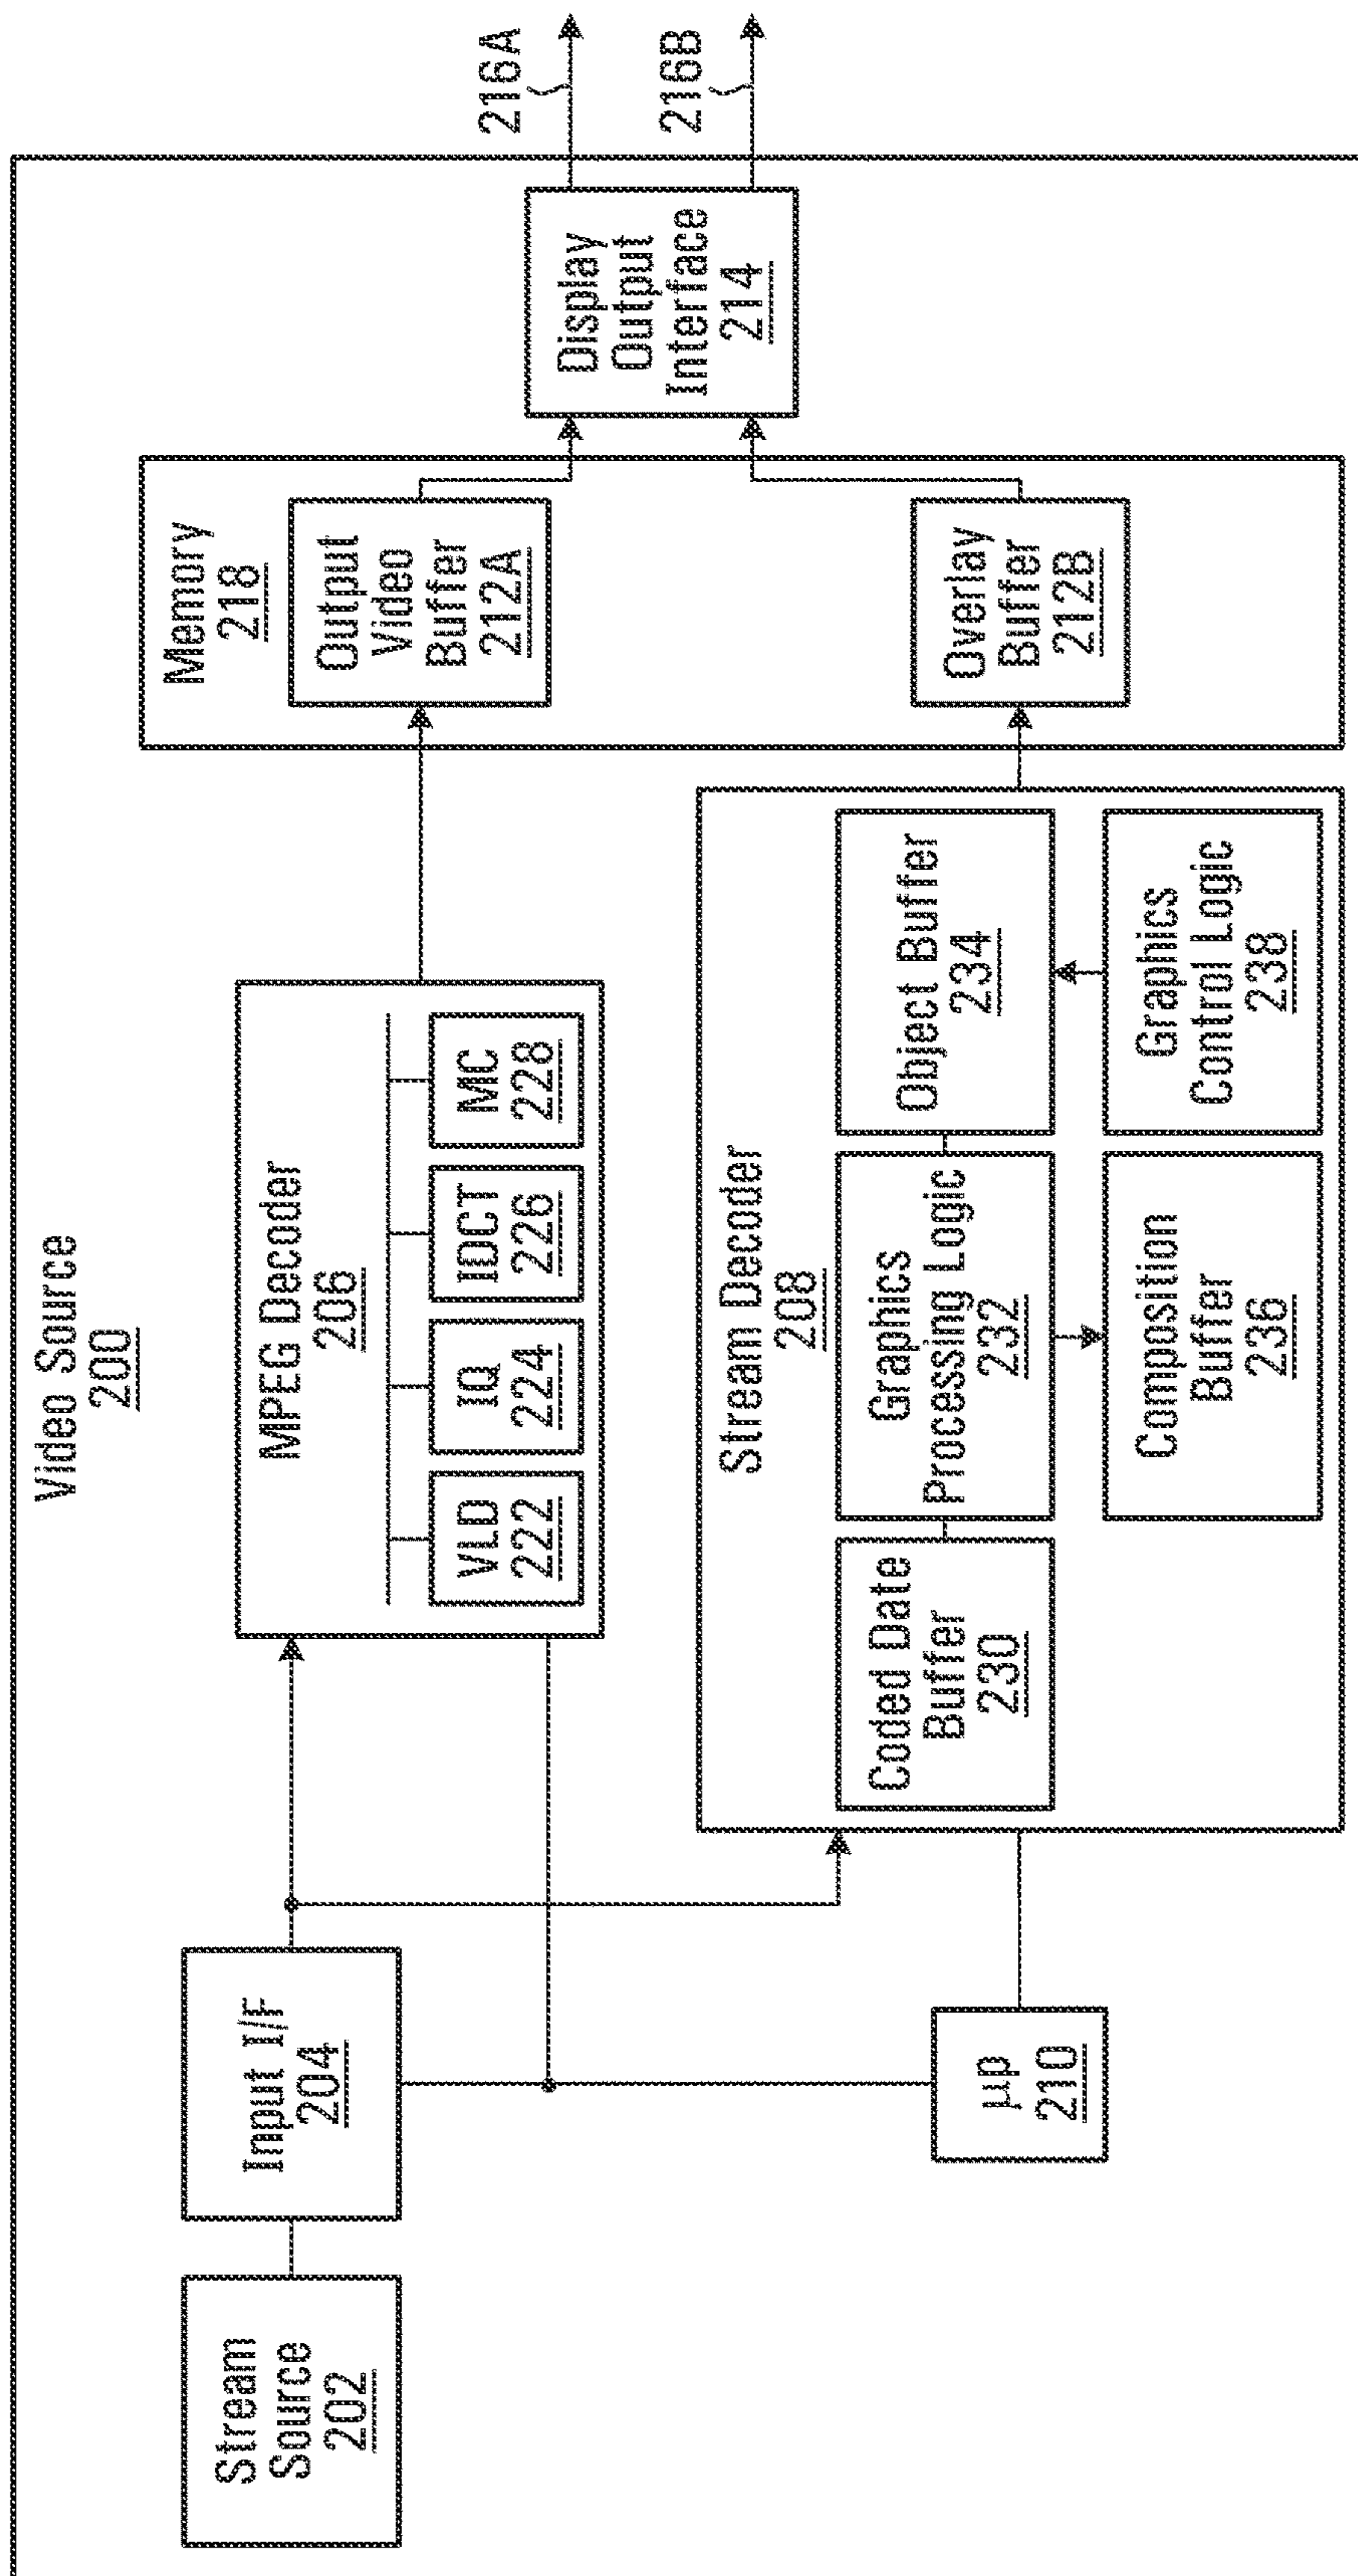 Video Source
200
Stream
Source
202
Input I/F
204
MPEG Decoder
206
VLD
222
IQ
224
IDCT
226
MC
228
Memory
218
Output
Video
Buffer
212A
Display
Output
Interface
214
216A
216B
µp
210
Stream Decoder
208
Coded Date
Buffer
230
Graphics
Processing Logic
232
Object Buffer
234
Composition
Buffer
236
Graphics
Control Logic
238
Overlay
Buffer
212B